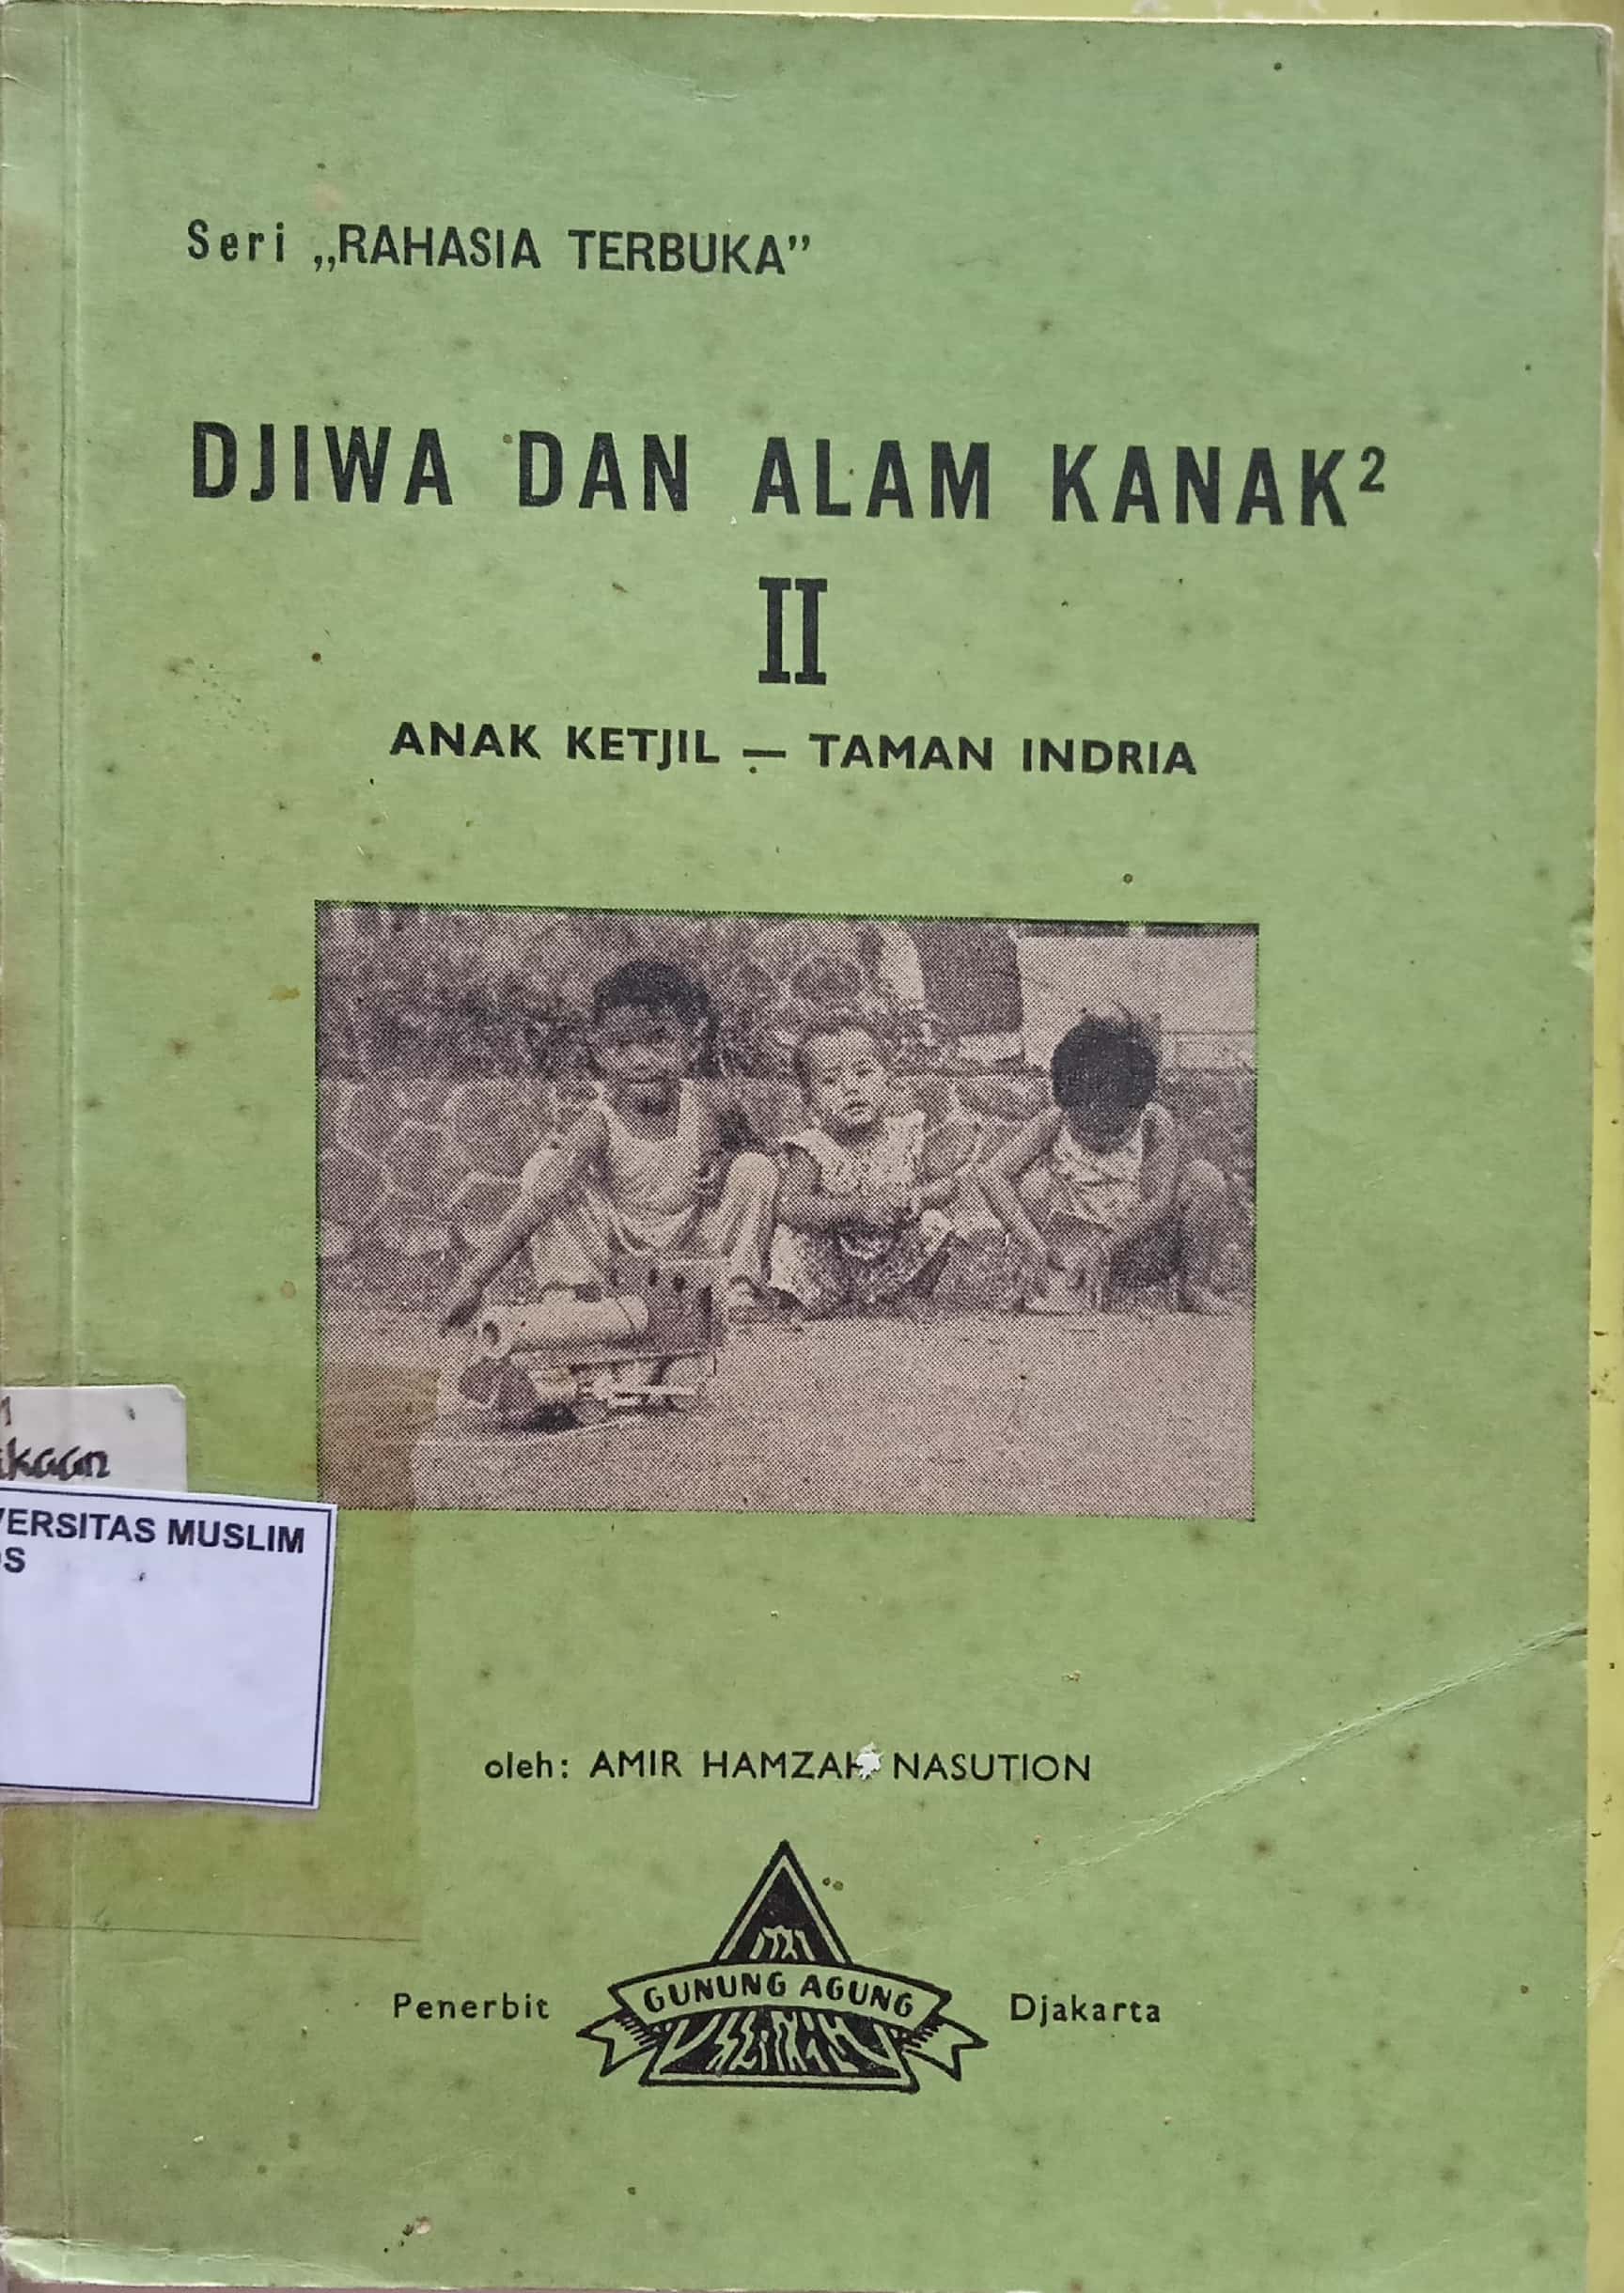 Seri „RAHASIA TERBUKA”
DJIWA DAN ALAM KANAK²
II
ANAK KETJIL — TAMAN INDRIA
VERSITAS MUSLIM
oleh: AMIR HAMZAH NASUTION
Penerbit GUNUNG AGUNG Djakarta